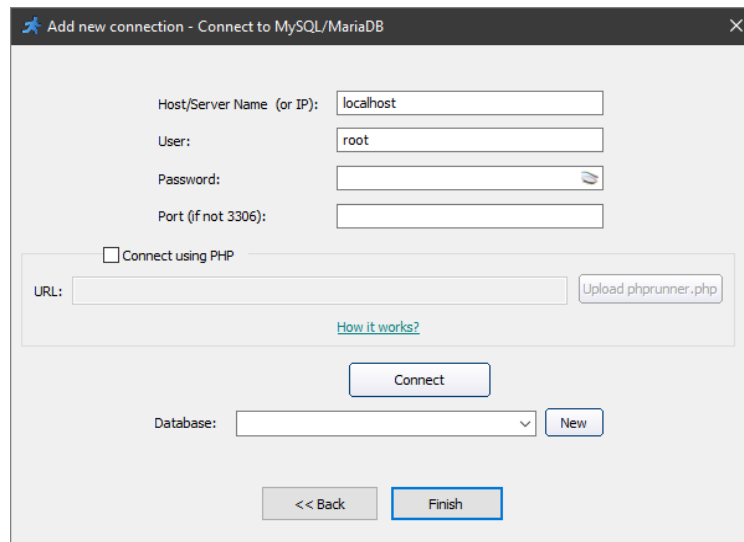 Add new connection - Connect to MySQL/MariaDB
Host/Server Name (or IP): localhost
User: root
Password:
Port (if not 3306):
Connect using PHP
URL: Upload phprunner.php
How it works?
Connect
Database: New
<< Back Finish